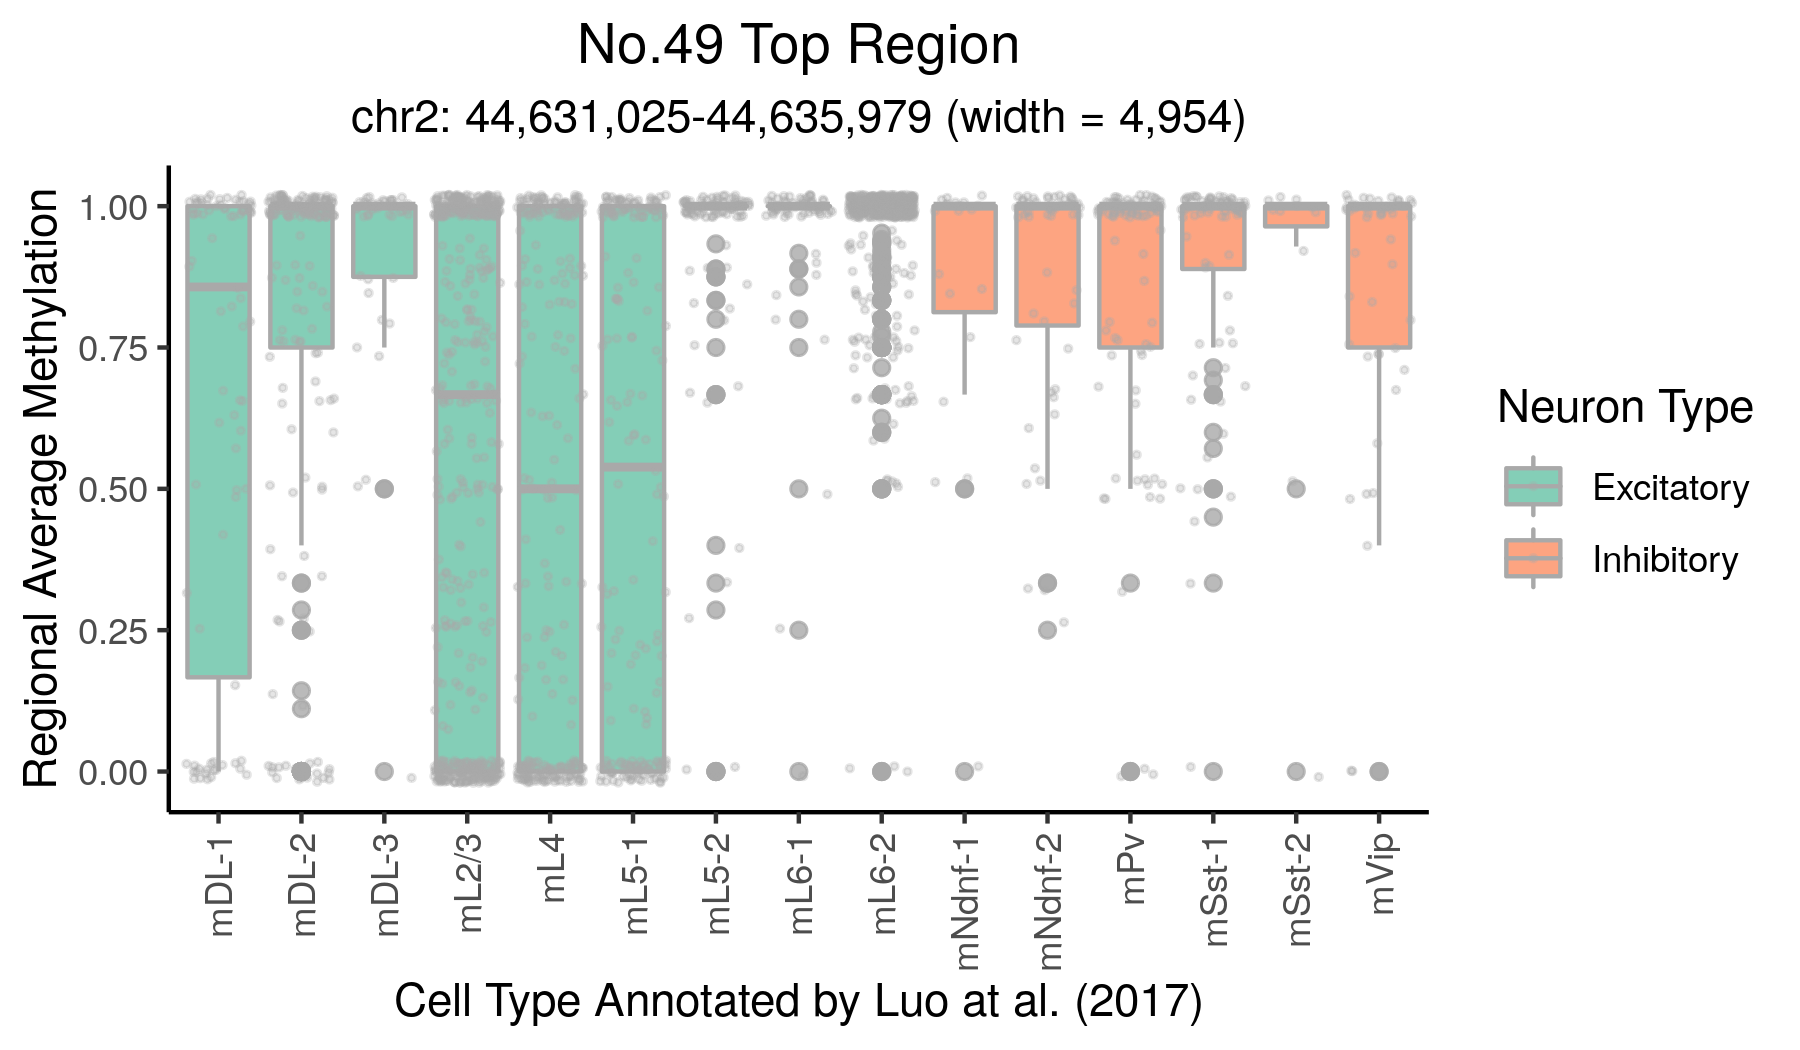 No.49 Top Region
chr2: 44,631,025-44,635,979 (width = 4,954)
Regional Average Methylation
1.00
0.75
0.50
0.25
0.00
mDL-1
mDL-2
mDL-3
mL2/3
mL4
mL5-1
mL5-2
mL6-1
mL6-2
mNdnf-1
mNdnf-2
mPv
mSst-1
mSst-2
mVip
Cell Type Annotated by Luo at al. (2017)
Neuron Type
Excitatory
Inhibitory